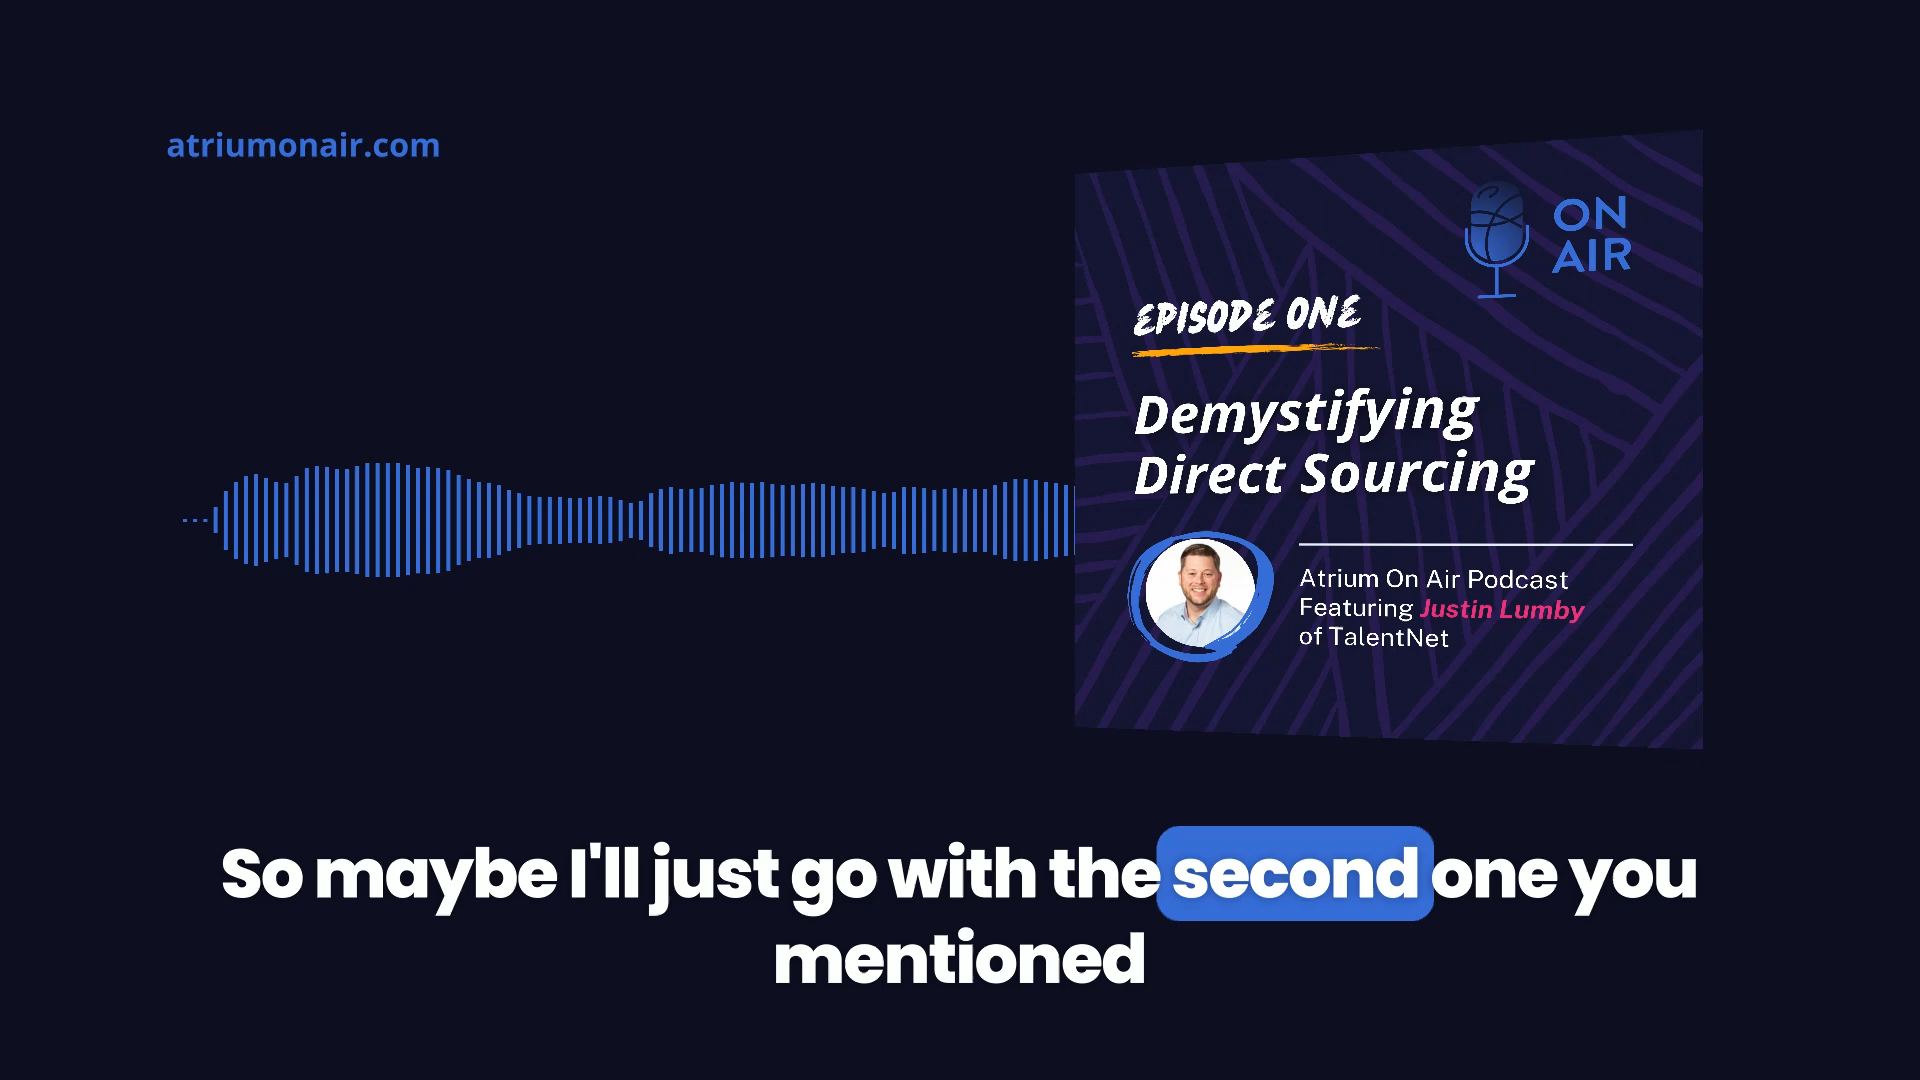 atriumonair.com
ON
AIR
EPISODE ONE
Demystifying
Direct Sourcing
Atrium On Air Podcast
Featuring Justin Lumby
of TalentNet
So maybe I'll just go with the second one you
mentioned